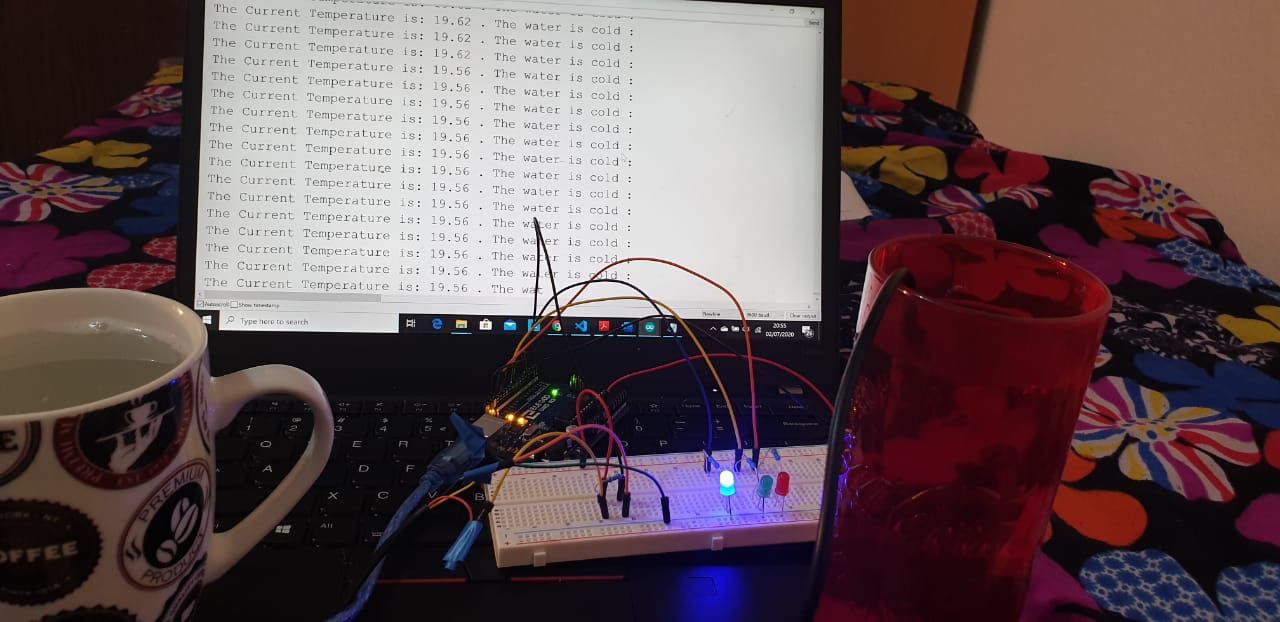 The Current Temperature is: 19.62 . The water is cold :
The Current Temperature is: 19.62 . The water is cold :
The Current Temperature is: 19.62 . The water is cold :
The Current Temperature is: 19.56 . The water is cold :
The Current Temperature is: 19.56 . The water is cold :
The Current Temperature is: 19.56 . The water is cold :
The Current Temperature is: 19.56 . The water is cold :
The Current Temperature is: 19.56 . The water is cold :
The Current Temperature is: 19.56 . The water is cold :
The Current Temperature is: 19.56 . The water is cold :
The Current Temperature is: 19.56 . The water is cold :
The Current Temperature is: 19.56 . The water is cold :
The Current Temperature is: 19.56 . The water is cold :
The Current Temperature is: 19.56 . The water is cold :
The Current Temperature is: 19.56 . The water is cold :
The Current Temperature is: 19.56 . The water is cold :
The Current Temperature is: 19.56 . The wat
Send
Autoscroll Show timestamp
Newline 9600 baud Clear output
Type here to search
20:55
02/07/2020
PREMIUM
PRODUCT
COFFEE
Alt